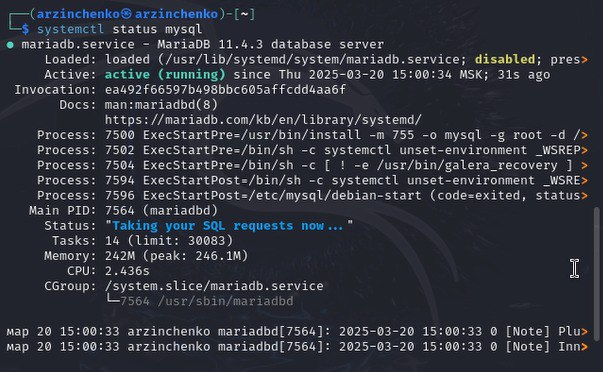 ┌──(arzinchenko㉿arzinchenko)-[~]
└─$ systemctl status mysql
● mariadb.service - MariaDB 11.4.3 database server
Loaded: loaded (/usr/lib/systemd/system/mariadb.service; disabled; pres>
Active: active (running) since Thu 2025-03-20 15:00:34 MSK; 31s ago
Invocation: ea492f66597b498bbc605affcdd4aa6f
Docs: man:mariadbd(8)
https://mariadb.com/kb/en/library/systemd/
Process: 7500 ExecStartPre=/usr/bin/install -m 755 -o mysql -g root -d />
Process: 7502 ExecStartPre=/bin/sh -c systemctl unset-environment _WSREP>
Process: 7504 ExecStartPre=/bin/sh -c [ ! -e /usr/bin/galera_recovery ] >
Process: 7594 ExecStartPost=/bin/sh -c systemctl unset-environment _WSRE>
Process: 7596 ExecStartPost=/etc/mysql/debian-start (code=exited, status>
Main PID: 7564 (mariadbd)
Status: "Taking your SQL requests now..."
Tasks: 14 (limit: 30083)
Memory: 242M (peak: 246.1M)
CPU: 2.436s
CGroup: /system.slice/mariadb.service
└─7564 /usr/sbin/mariadbd
мар 20 15:00:33 arzinchenko mariadbd[7564]: 2025-03-20 15:00:33 0 [Note] Plu>
мар 20 15:00:33 arzinchenko mariadbd[7564]: 2025-03-20 15:00:33 0 [Note] Inn>